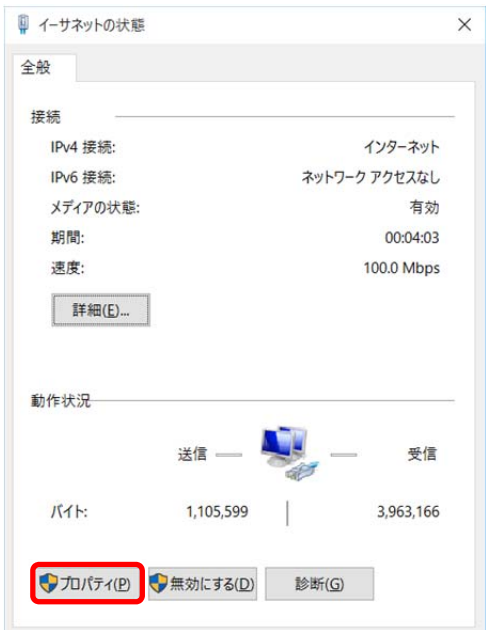 イーサネットの状態
全般
接続
IPv4 接続: インターネット
IPv6 接続: ネットワーク アクセスなし
メディアの状態: 有効
期間: 00:04:03
速度: 100.0 Mbps
詳細(E)...
動作状況
送信 受信
バイト: 1,105,599 3,963,166
プロパティ(P) 無効にする(D) 診断(G)